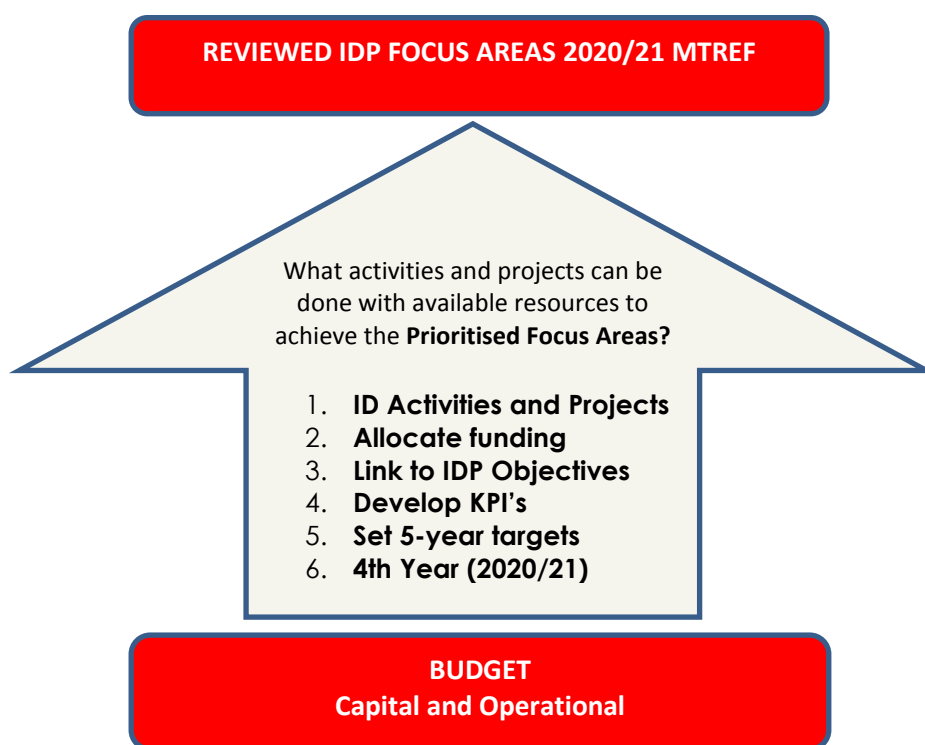 REVIEWED IDP FOCUS AREAS 2020/21 MTREF
What activities and projects can be
done with available resources to
achieve the Prioritised Focus Areas?
1. ID Activities and Projects
2. Allocate funding
3. Link to IDP Objectives
4. Develop KPI's
5. Set 5-year targets
6. 4th Year (2020/21)
BUDGET
Capital and Operational